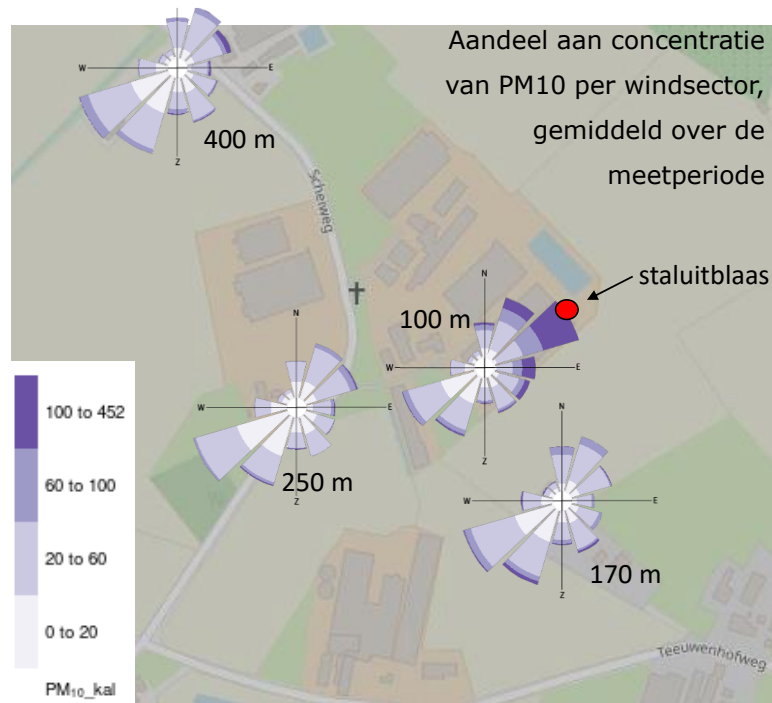 Aandeel aan concentratie
van PM10 per windsector,
gemiddeld over de
meetperiode
W
E
Z
400 m
Scheiweg
staluitblaas
N
100 m
W
E
Z
N
W
E
Z
250 m
N
W
E
Z
170 m
100 to 452
60 to 100
20 to 60
0 to 20
PM₁₀_kal
Teeuwenhofweg